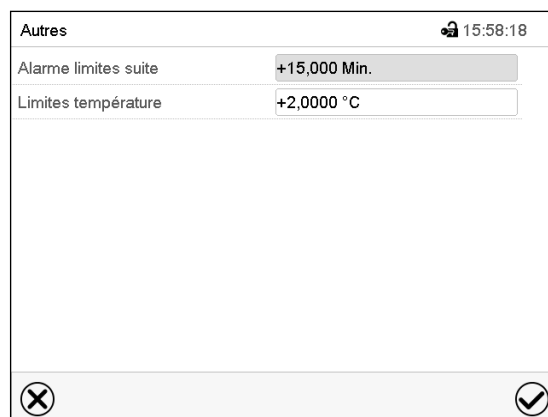 Autres 15:58:18
Alarme limites suite +15,000 Min.
Limites température +2,0000 °C